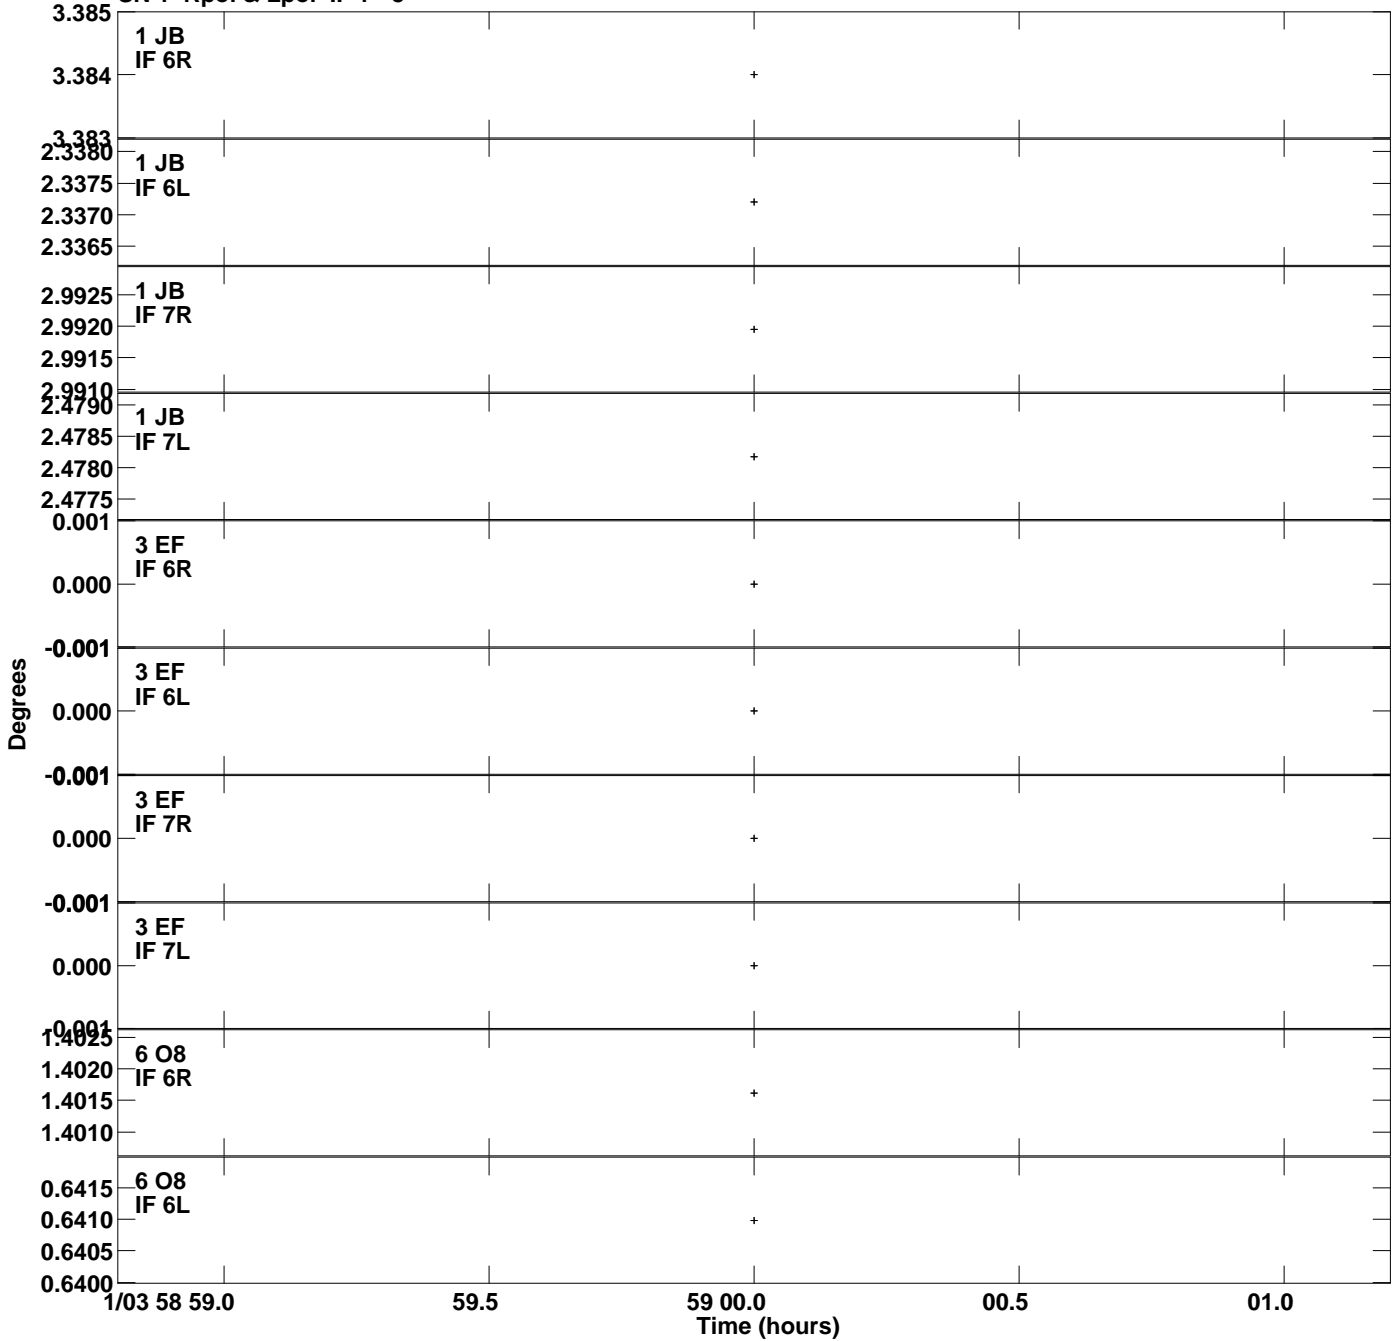 3.385
1 JB
IF 6R
3.384
3.383
2.3380
1 JB
IF 6L
2.3375
2.3370
2.3365
1 JB
IF 7R
2.9925
2.9920
2.9915
2.9910
2.4790
1 JB
IF 7L
2.4785
2.4780
2.4775
0.001
3 EF
IF 6R
0.000
-0.001
3 EF
IF 6L
0.000
-0.001
3 EF
IF 7R
0.000
-0.001
3 EF
IF 7L
0.000
-0.001
1.4025
6 O8
IF 6R
1.4020
1.4015
1.4010
6 O8
IF 6L
0.6415
0.6410
0.6405
0.6400
Degrees
1/03 58 59.0 59.5 59 00.0 00.5 01.0
Time (hours)